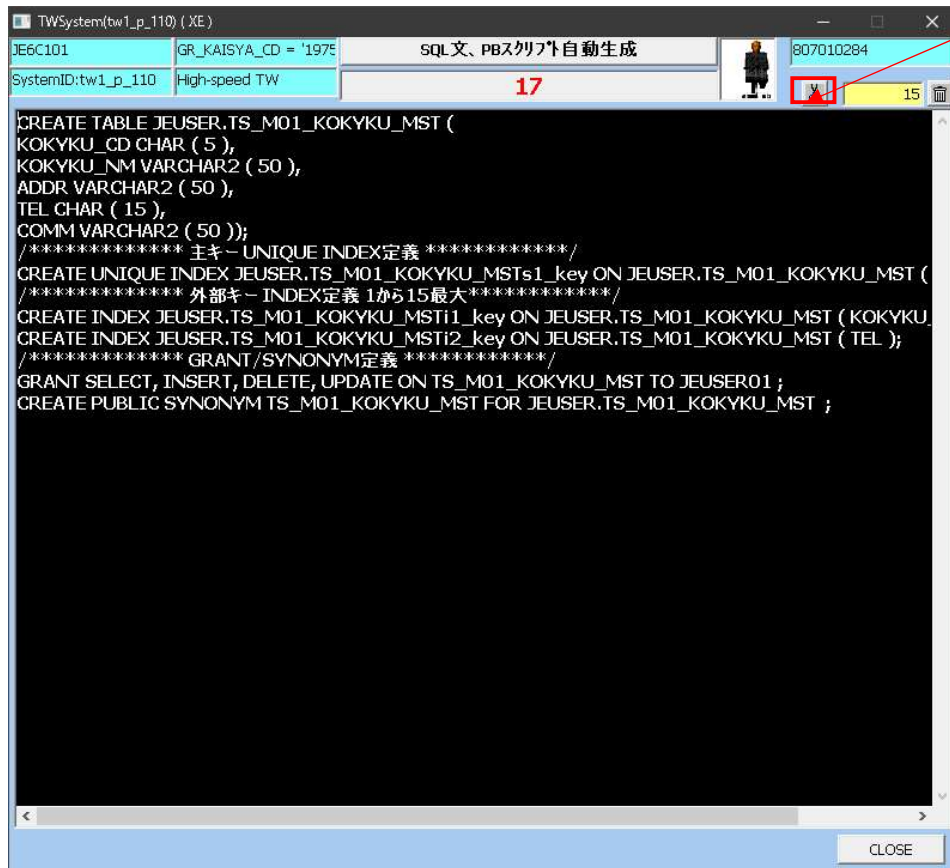 TWSystem(tw1_p_110) ( XE )
JE6C101
GR_KAISYA_CD = '1975
SQL文、PBｽｸﾘﾌﾟﾄ自動生成
807010284
SystemID:tw1_p_110
High-speed TW
17
15
CREATE TABLE JEUSER.TS_M01_KOKYKU_MST (
KOKYKU_CD CHAR ( 5 ),
KOKYKU_NM VARCHAR2 ( 50 ),
ADDR VARCHAR2 ( 50 ),
TEL CHAR ( 15 ),
COMM VARCHAR2 ( 50 ));
/************* 主キー UNIQUE INDEX定義 ************/
CREATE UNIQUE INDEX JEUSER.TS_M01_KOKYKU_MSTs1_key ON JEUSER.TS_M01_KOKYKU_MST (
/************* 外部キー INDEX定義 1から15最大************/
CREATE INDEX JEUSER.TS_M01_KOKYKU_MSTi1_key ON JEUSER.TS_M01_KOKYKU_MST ( KOKYKU_
CREATE INDEX JEUSER.TS_M01_KOKYKU_MSTi2_key ON JEUSER.TS_M01_KOKYKU_MST ( TEL );
/************* GRANT/SYNONYM定義 ************/
GRANT SELECT, INSERT, DELETE, UPDATE ON TS_M01_KOKYKU_MST TO JEUSER01 ;
CREATE PUBLIC SYNONYM TS_M01_KOKYKU_MST FOR JEUSER.TS_M01_KOKYKU_MST ;
CLOSE